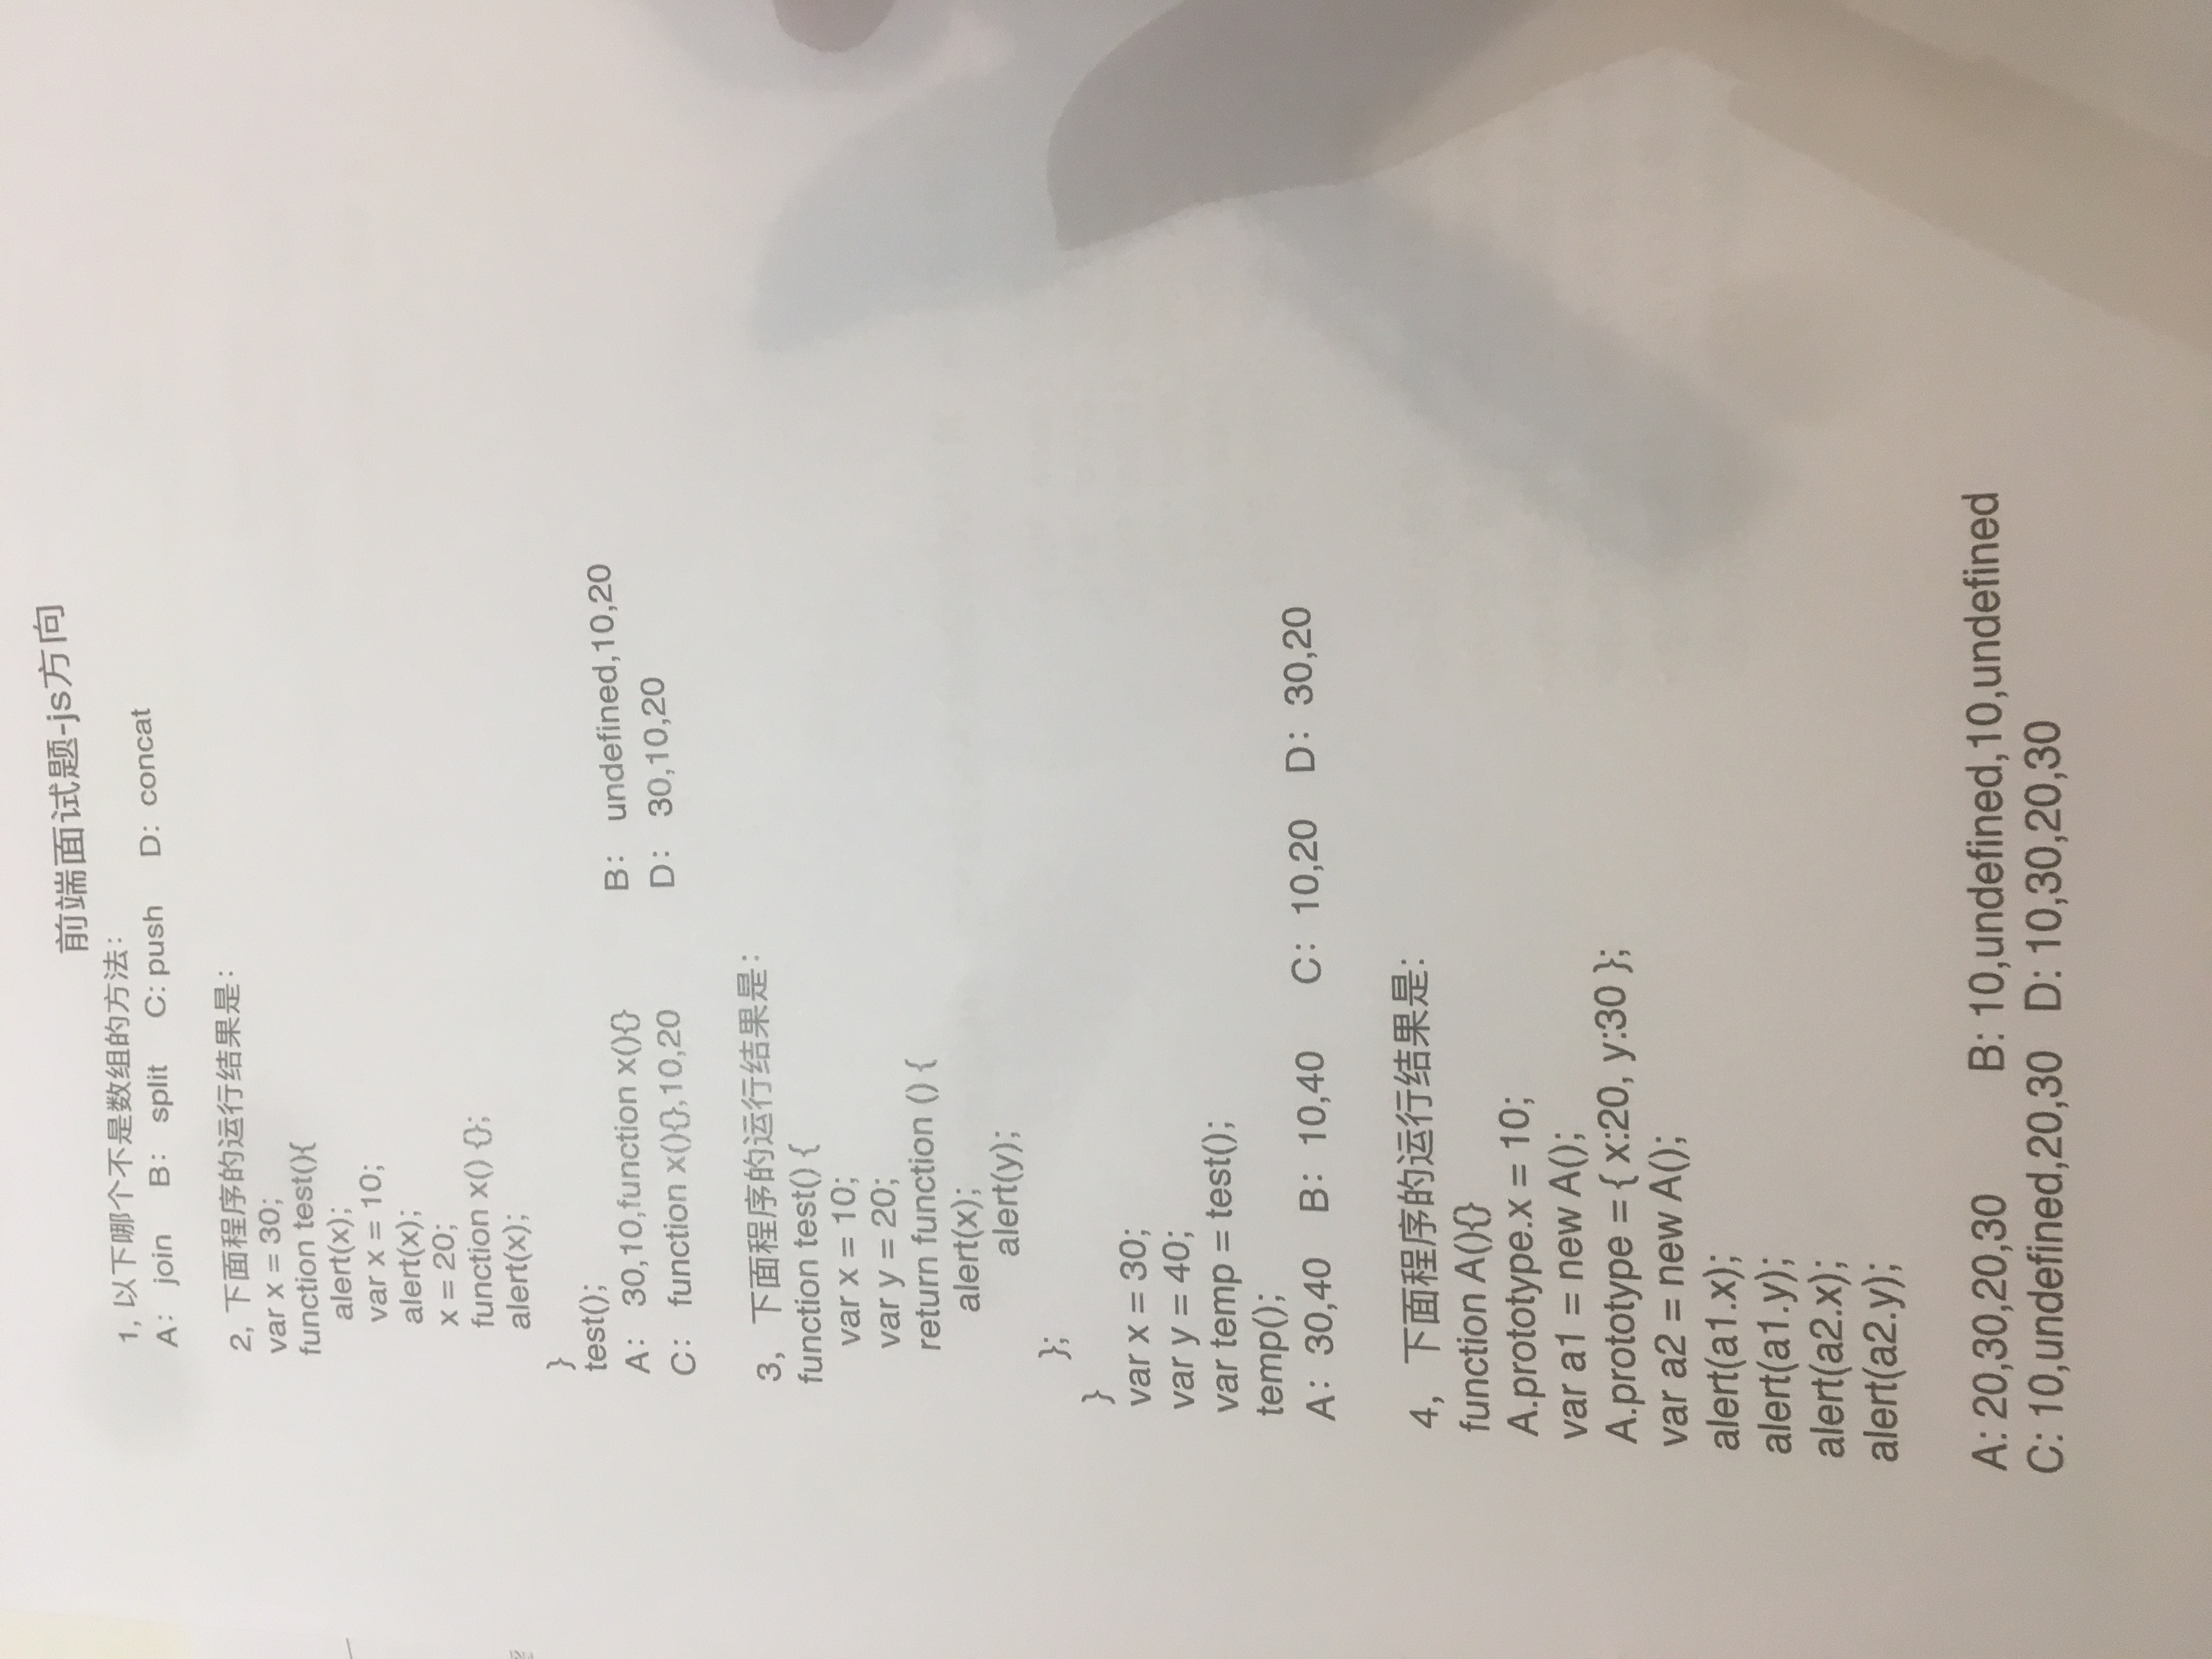 前端面试题-js方向
1, 以下哪个不是数组的方法：
A： join B： split C: push D: concat
2, 下面程序的运行结果是：
var x = 30;
function test(){
alert(x);
var x = 10;
alert(x);
x = 20;
function x() {};
alert(x);
}
test();
A： 30,10,function x(){} B： undefined,10,20
C： function x(){},10,20 D： 30,10,20
3, 下面程序的运行结果是：
function test() {
var x = 10;
var y = 20;
return function () {
alert(x);
alert(y);
};
}
var x = 30;
var y = 40;
var temp = test();
temp();
A：30,40 B：10,40 C：10,20 D：30,20
4, 下面程序的运行结果是：
function A(){}
A.prototype.x = 10;
var a1 = new A();
A.prototype = { x:20, y:30 };
var a2 = new A();
alert(a1.x);
alert(a1.y);
alert(a2.x);
alert(a2.y);
A: 20,30,20,30 B: 10,undefined,10,undefined
C: 10,undefined,20,30 D: 10,30,20,30